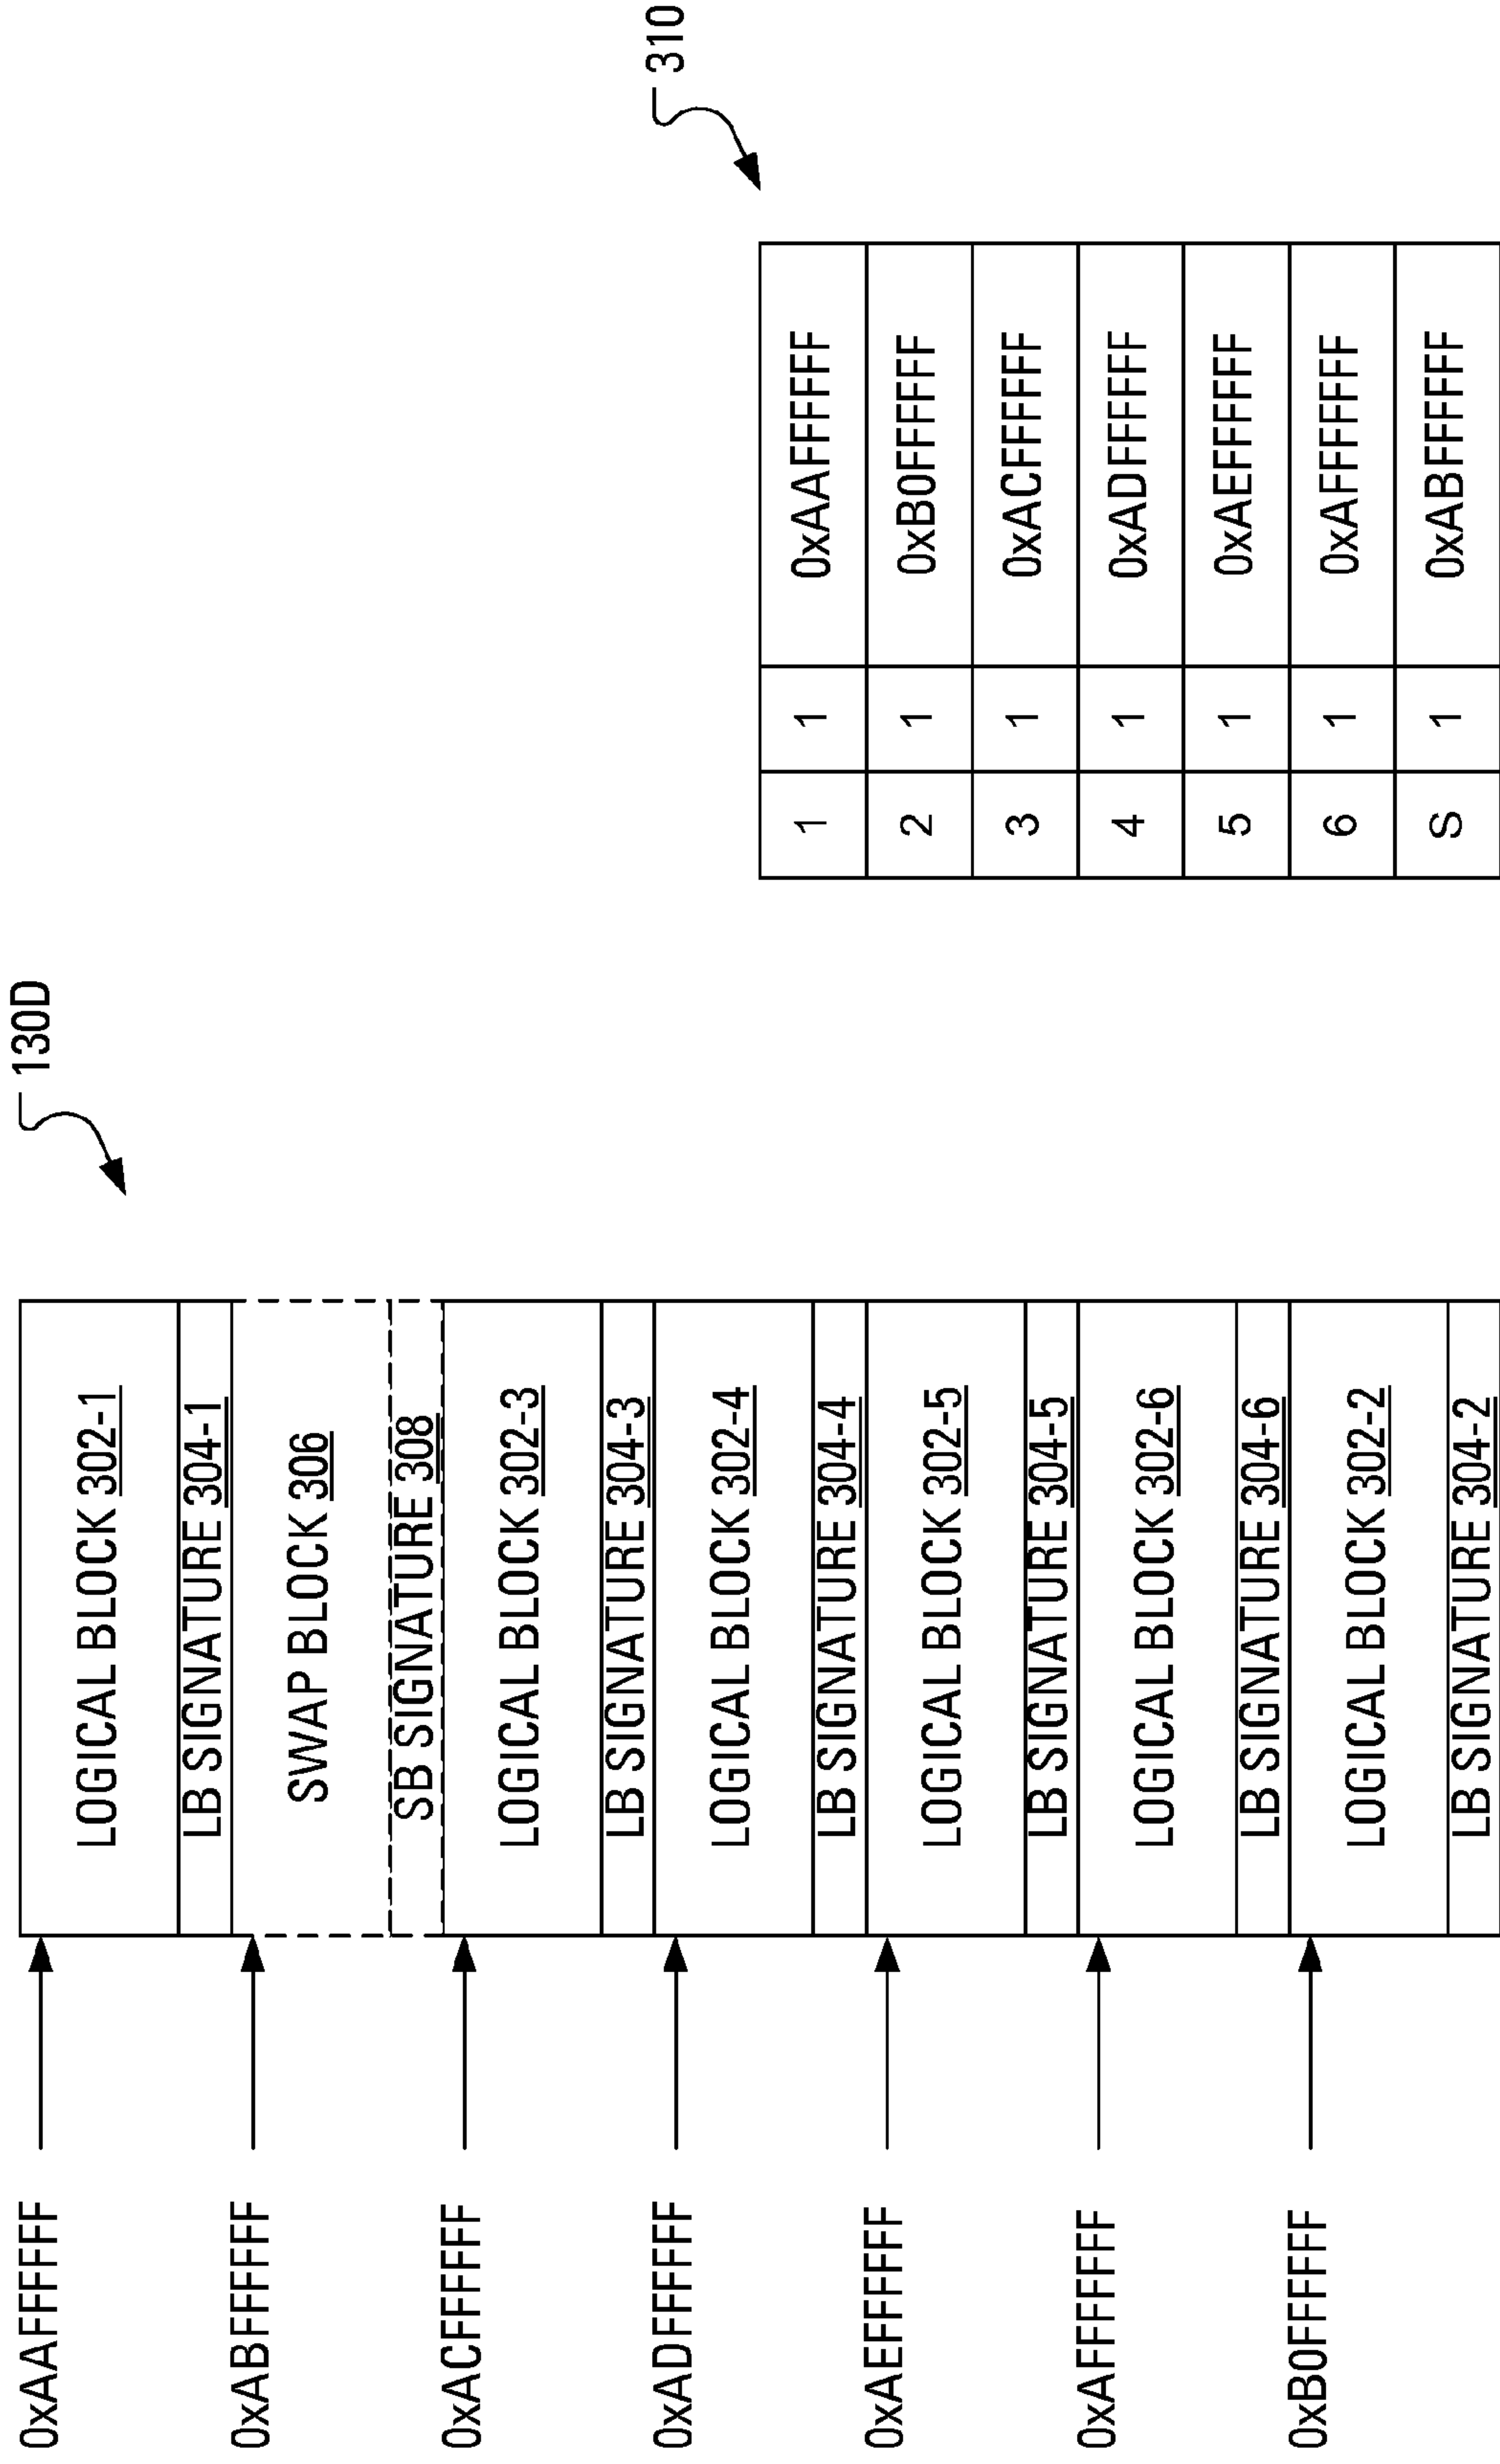 130D
0xAAFFFFFF
LOGICAL BLOCK 302-1
LB SIGNATURE 304-1
0xABFFFFFF
SWAP BLOCK 306
SB SIGNATURE 308
0xACFFFFFF
LOGICAL BLOCK 302-3
LB SIGNATURE 304-3
0xADFFFFFF
LOGICAL BLOCK 302-4
LB SIGNATURE 304-4
0xAEFFFFFF
LOGICAL BLOCK 302-5
LB SIGNATURE 304-5
0xAFFFFFFF
LOGICAL BLOCK 302-6
LB SIGNATURE 304-6
0xB0FFFFFF
LOGICAL BLOCK 302-2
LB SIGNATURE 304-2
310
1 1 0xAAFFFFFF
2 1 0xB0FFFFFF
3 1 0xACFFFFFF
4 1 0xADFFFFFF
5 1 0xAEFFFFFF
6 1 0xAFFFFFFF
S 1 0xABFFFFFF